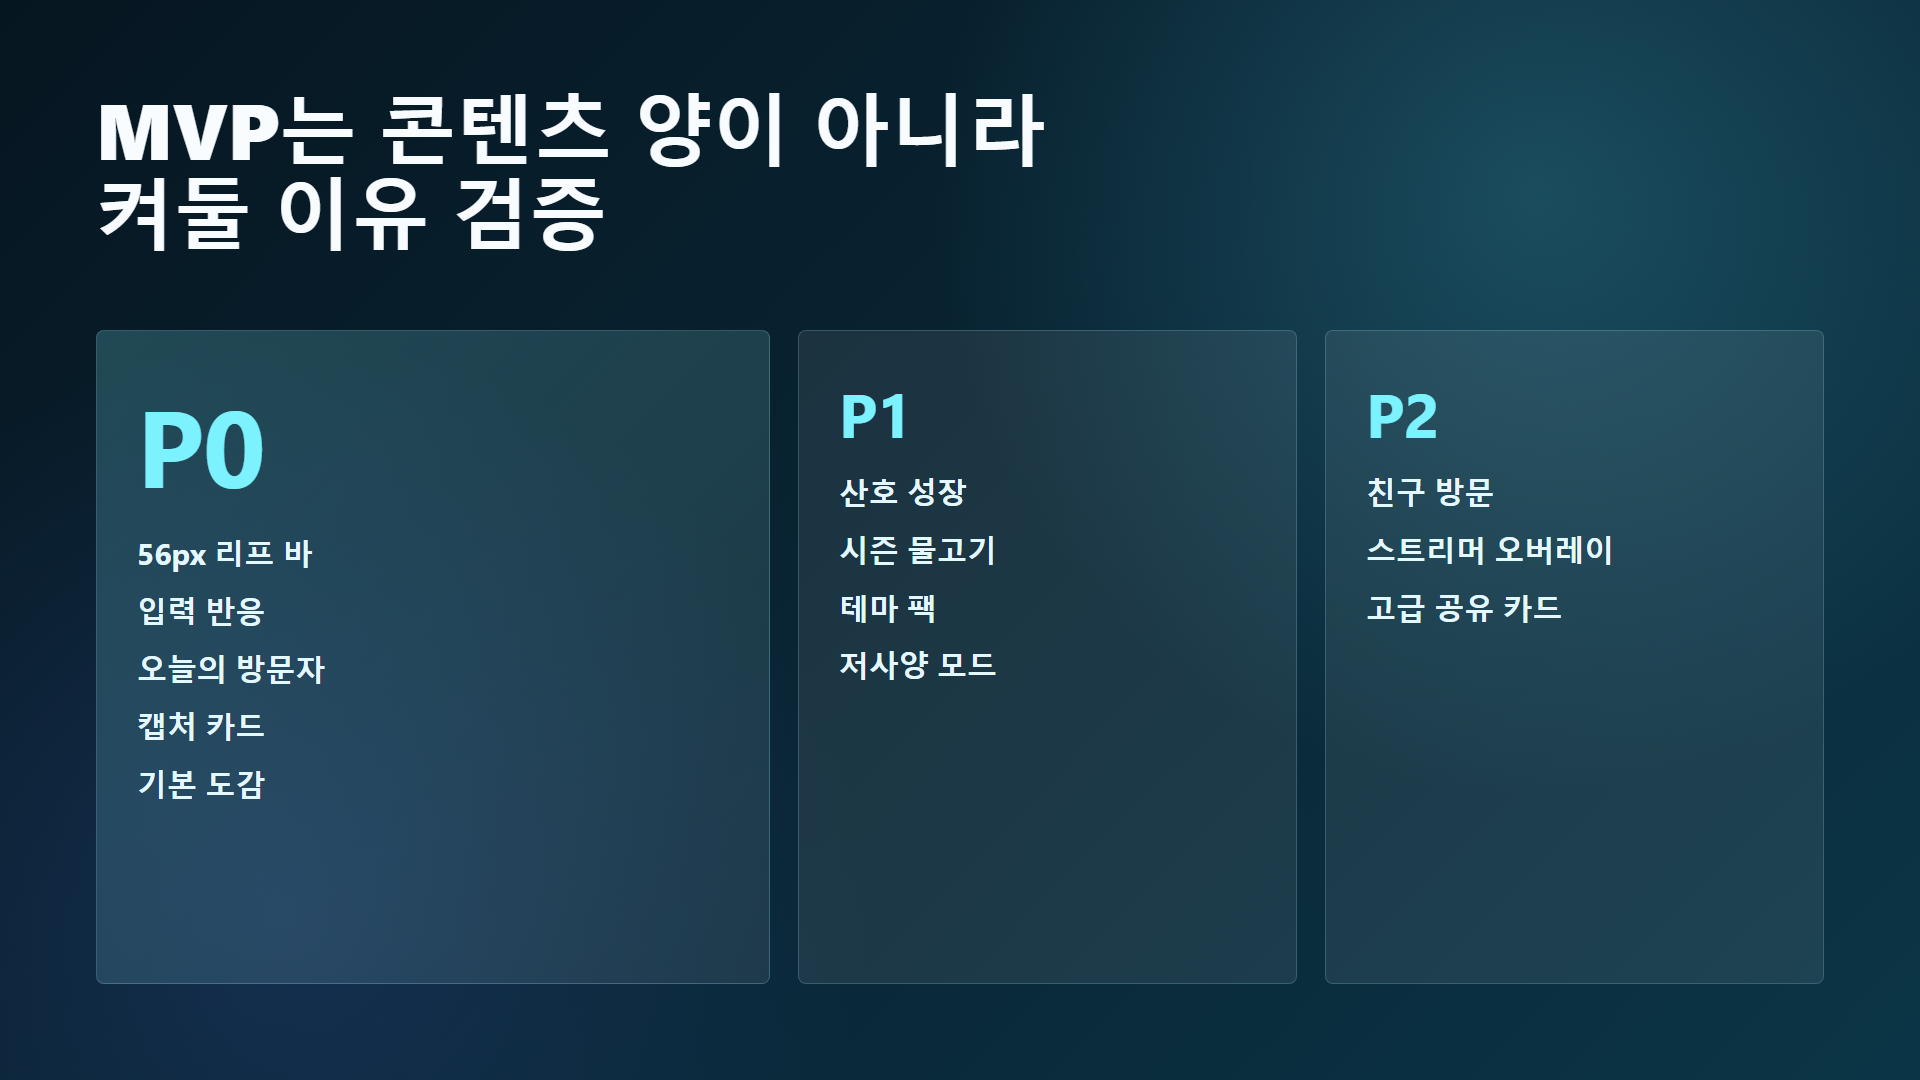 MVP는 콘텐츠 양이 아니라
켜둘 이유 검증
P0
56px 리프 바
입력 반응
오늘의 방문자
캡처 카드
기본 도감
P1
산호 성장
시즌 물고기
테마 팩
저사양 모드
P2
친구 방문
스트리머 오버레이
고급 공유 카드